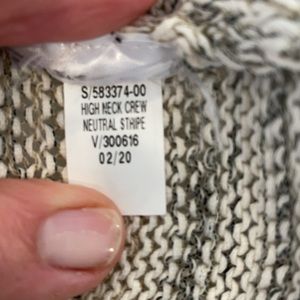 S/583374-00
HIGH NECK CREW
NEUTRAL STRIPE
V/300616
02/20